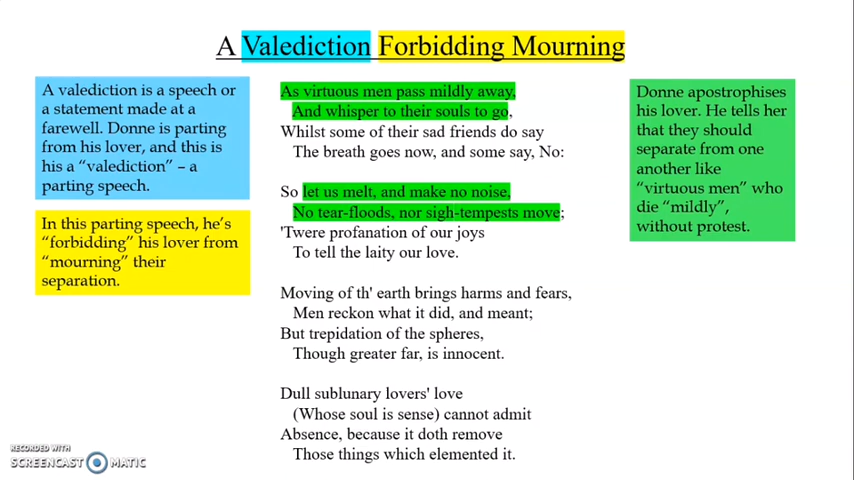 A Valediction Forbidding Mourning
A valediction is a speech or
a statement made at a
farewell. Donne is parting
from his lover, and this is
his a “valediction” – a
parting speech.
In this parting speech, he’s
“forbidding” his lover from
“mourning” their
separation.
As virtuous men pass mildly away,
And whisper to their souls to go,
Whilst some of their sad friends do say
The breath goes now, and some say, No:
So let us melt, and make no noise,
No tear-floods, nor sigh-tempests move;
'Twere profanation of our joys
To tell the laity our love.
Moving of th' earth brings harms and fears,
Men reckon what it did, and meant;
But trepidation of the spheres,
Though greater far, is innocent.
Dull sublunary lovers' love
(Whose soul is sense) cannot admit
Absence, because it doth remove
Those things which elemented it.
Donne apostrophises
his lover. He tells her
that they should
separate from one
another like
“virtuous men” who
die “mildly”,
without protest.
RECORDED WITH
SCREENCAST MATIC